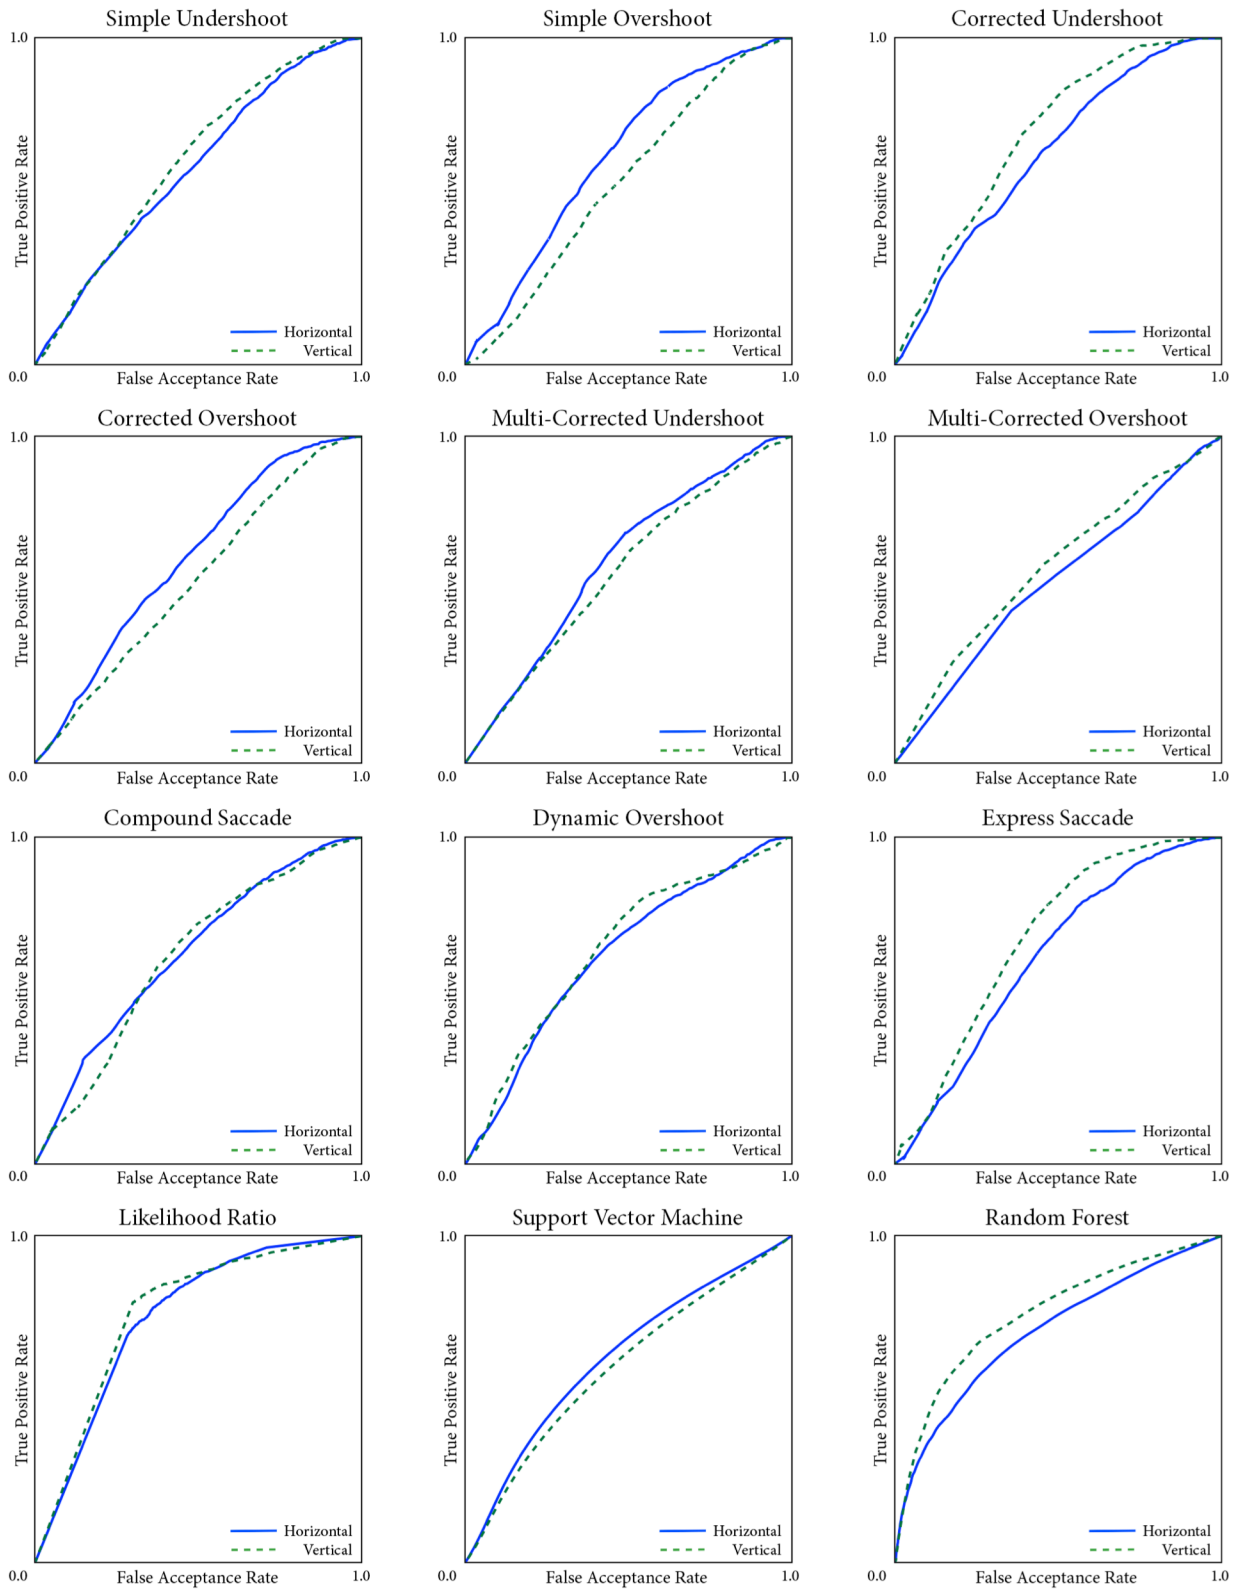 Simple Undershoot
1.0
True Positive Rate
Horizontal
Vertical
0.0
False Acceptance Rate
1.0
Simple Overshoot
1.0
True Positive Rate
Horizontal
Vertical
0.0
False Acceptance Rate
1.0
Corrected Undershoot
1.0
True Positive Rate
Horizontal
Vertical
0.0
False Acceptance Rate
1.0
Corrected Overshoot
1.0
True Positive Rate
Horizontal
Vertical
0.0
False Acceptance Rate
1.0
Multi-Corrected Undershoot
1.0
True Positive Rate
Horizontal
Vertical
0.0
False Acceptance Rate
1.0
Multi-Corrected Overshoot
1.0
True Positive Rate
Horizontal
Vertical
0.0
False Acceptance Rate
1.0
Compound Saccade
1.0
True Positive Rate
Horizontal
Vertical
0.0
False Acceptance Rate
1.0
Dynamic Overshoot
1.0
True Positive Rate
Horizontal
Vertical
0.0
False Acceptance Rate
1.0
Express Saccade
1.0
True Positive Rate
Horizontal
Vertical
0.0
False Acceptance Rate
1.0
Likelihood Ratio
1.0
True Positive Rate
Horizontal
Vertical
0.0
False Acceptance Rate
1.0
Support Vector Machine
1.0
True Positive Rate
Horizontal
Vertical
0.0
False Acceptance Rate
1.0
Random Forest
1.0
True Positive Rate
Horizontal
Vertical
0.0
False Acceptance Rate
1.0